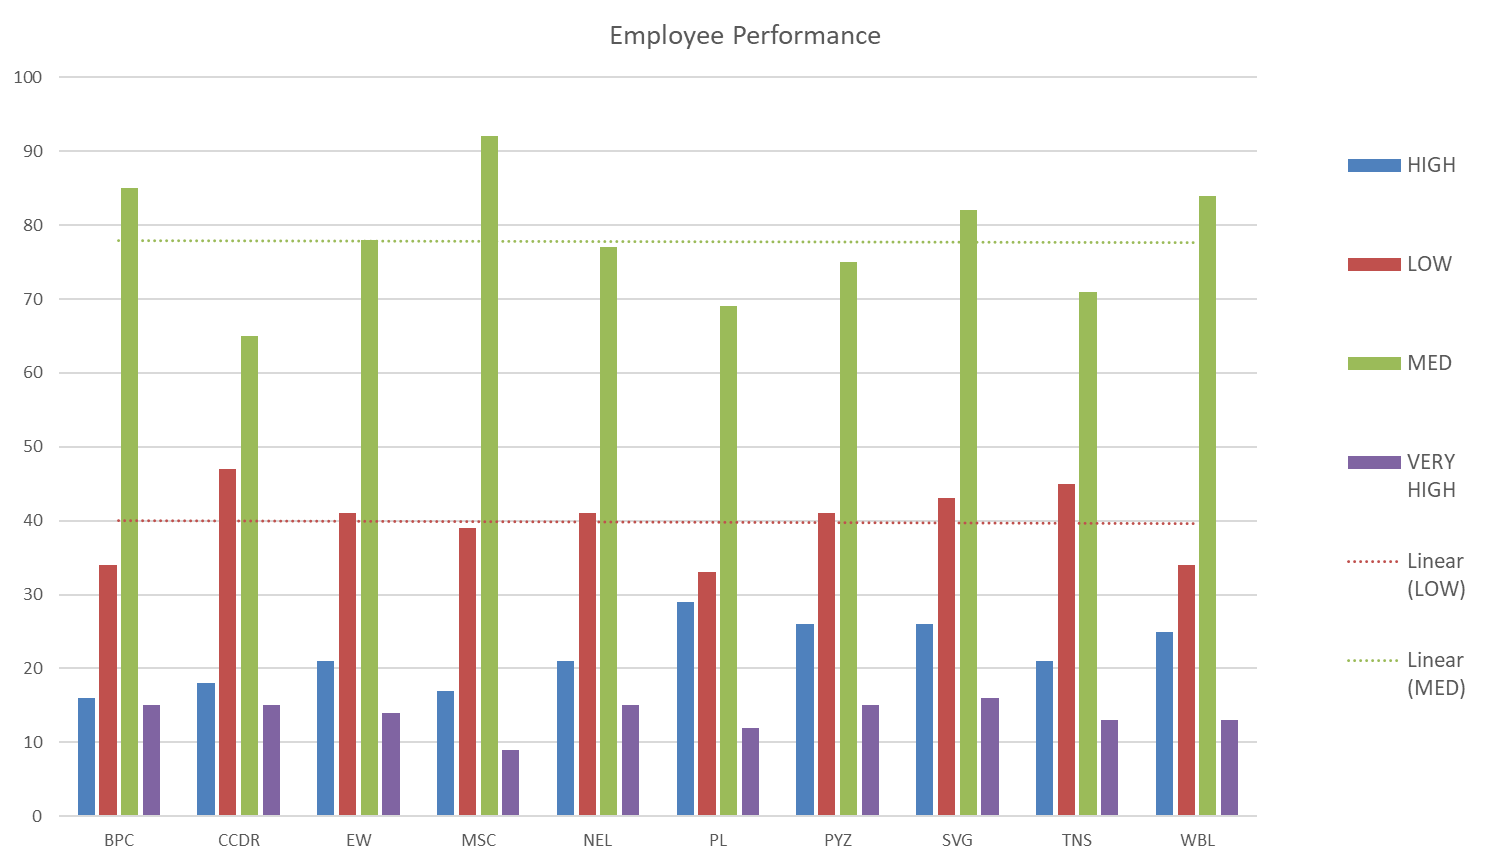 Employee Performance
100
90
80
70
60
50
40
30
20
10
0
BPC CCDR EW MSC NEL PL PYZ SVG TNS WBL
HIGH
LOW
MED
VERY
HIGH
Linear
(LOW)
Linear
(MED)